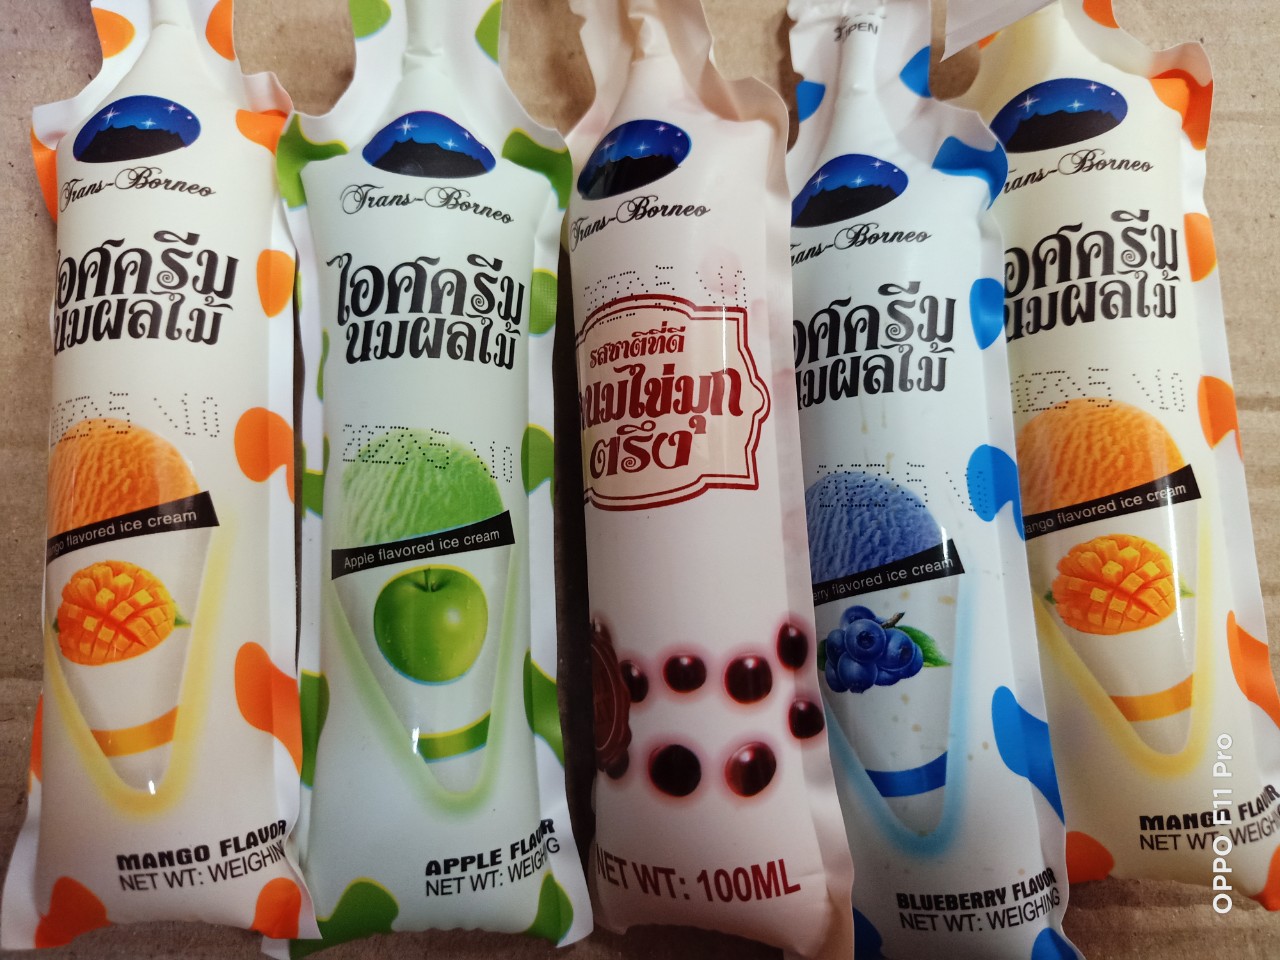 Trans-Borneo
ไอศครีม
นมผลไม้
flavored ice cream
MANGO FLAVOR
NET WT: WEIGHING
Trans-Borneo
ไอศครีม
นมผลไม้
Apple flavored ice cream
APPLE FLAVOR
NET WT: WEIGHING
Trans-Borneo
รสชาติที่ดี
นมไข่มุก
ตรึง
NET WT: 100ML
OPEN
Trans-Borneo
ไอศครีม
นมผลไม้
flavored ice cream
BLUEBERRY FLAVOR
NET WT: WEIGHING
Trans-Borneo
ไอศครีม
นมผลไม้
flavored ice cream
MANGO FLAVOR
NET WT: WEIGHING
OPPO F11 Pro